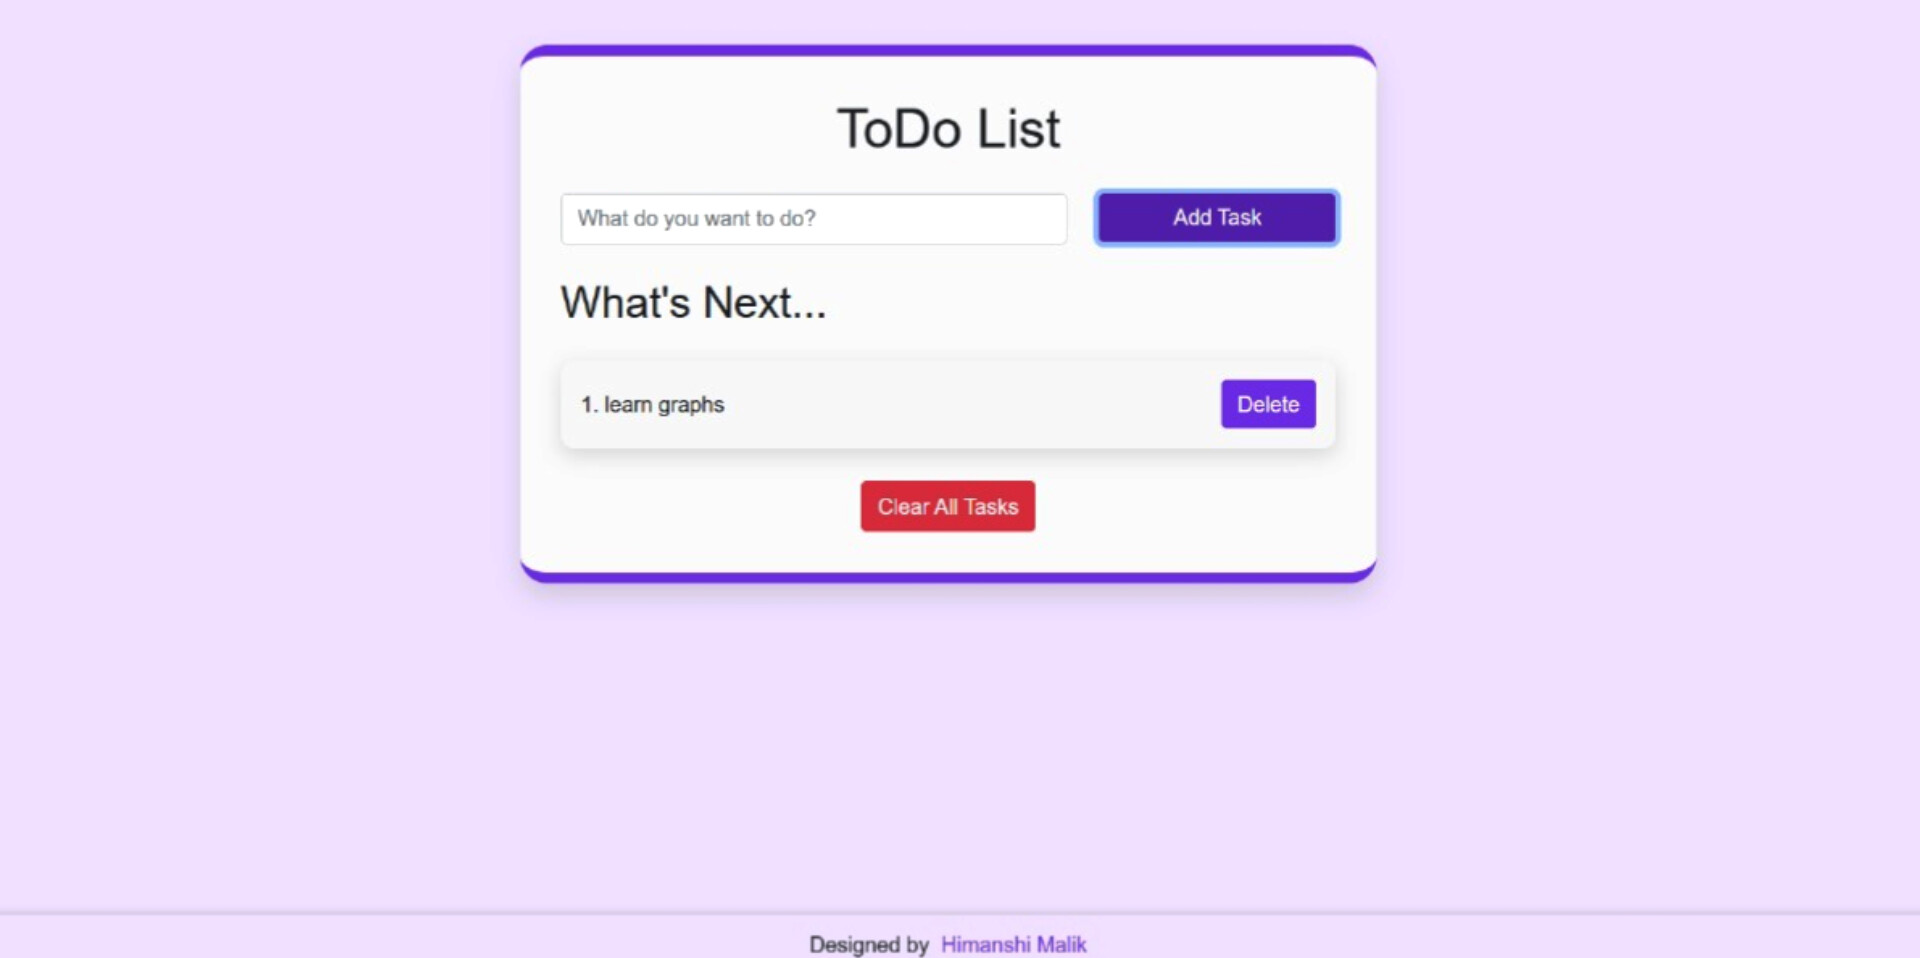 ToDo List
What do you want to do?
Add Task
What's Next...
1. learn graphs
Delete
Clear All Tasks
Designed by Himanshi Malik